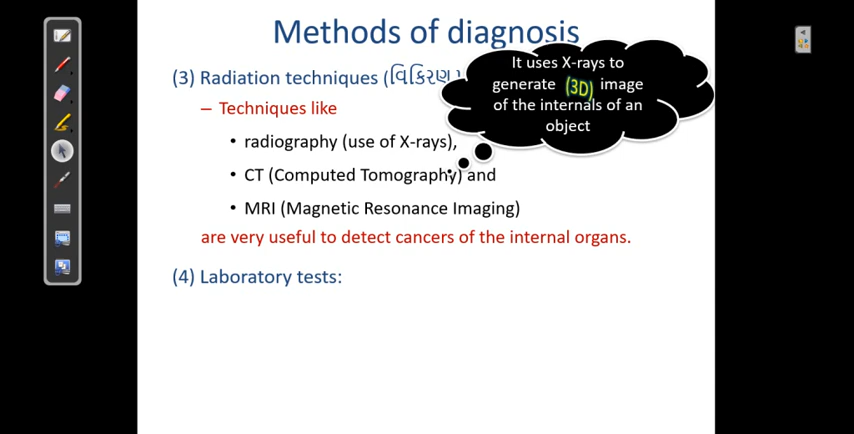 Methods of diagnosis
(3) Radiation techniques (વિકિરણ)
– Techniques like
• radiography (use of X-rays),
• CT (Computed Tomography) and
• MRI (Magnetic Resonance Imaging)
are very useful to detect cancers of the internal organs.
(4) Laboratory tests:
It uses X-rays to
generate (3D) image
of the internals of an
object